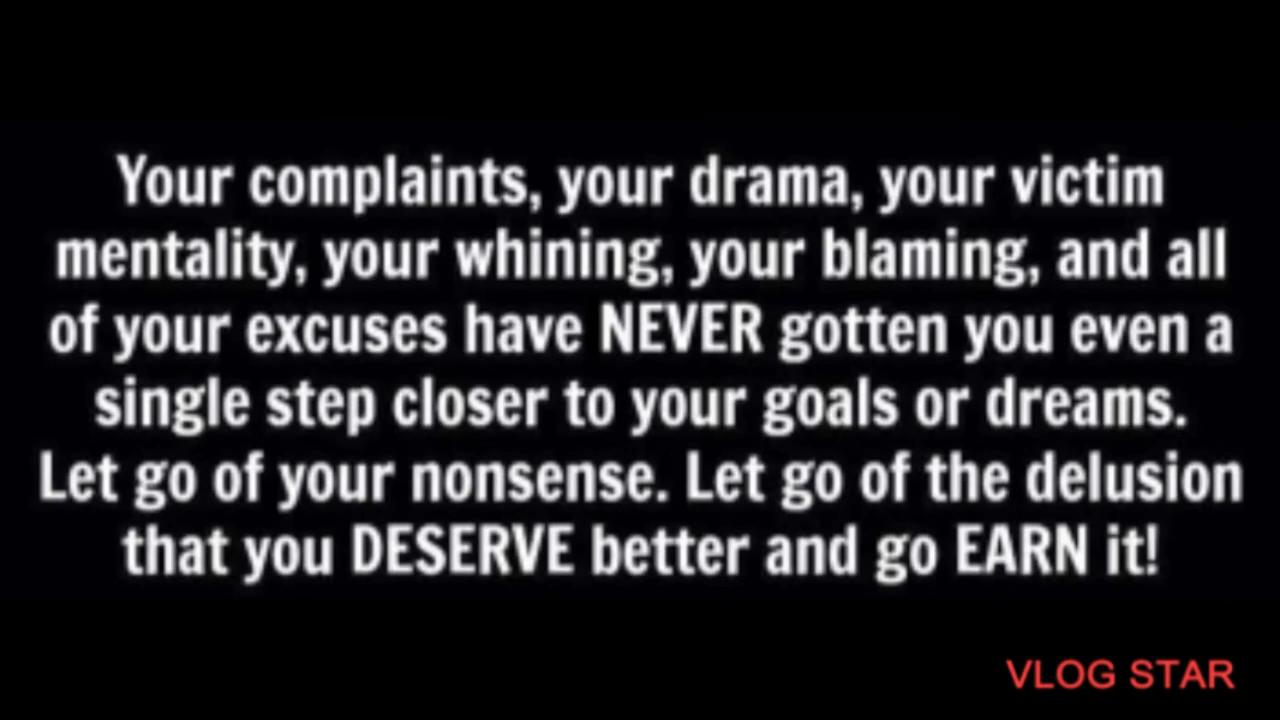 Your complaints, your drama, your victim
mentality, your whining, your blaming, and all
of your excuses have NEVER gotten you even a
single step closer to your goals or dreams.
Let go of your nonsense. Let go of the delusion
that you DESERVE better and go EARN it!
VLOG STAR